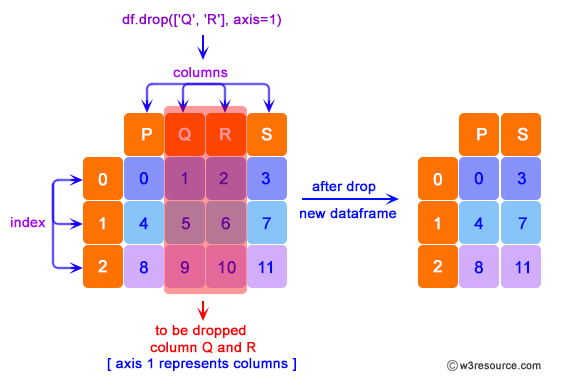 df.drop(['Q', 'R'], axis=1)
columns
P Q R S
0 0 1 2 3
1 4 5 6 7
2 8 9 10 11
index
after drop
new dataframe
P S
0 0 3
1 4 7
2 8 11
to be dropped
column Q and R
[ axis 1 represents columns ]
© w3resource.com